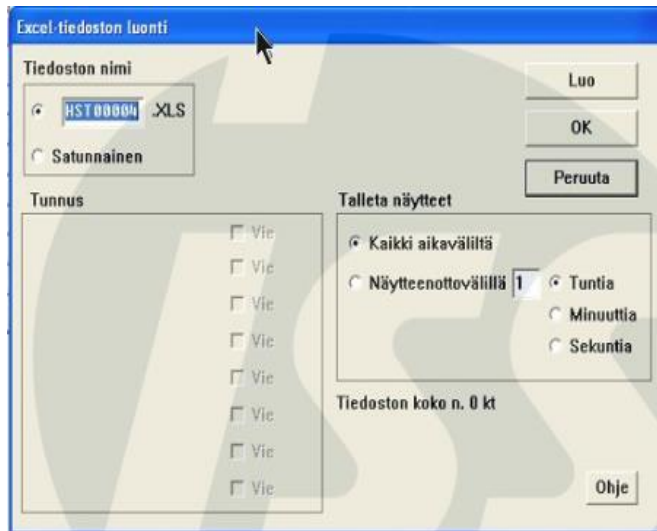 Excel-tiedoston luonti
Tiedoston nimi
HST00004 .XLS
Satunnainen
Luo
OK
Peruuta
Tunnus
Vie
Vie
Vie
Vie
Vie
Vie
Vie
Vie
Talleta näytteet
Kaikki aikaväliltä
Näytteenottovälillä 1 Tuntia
Minuuttia
Sekuntia
Tiedoston koko n. 0 kt
Ohje
ISS